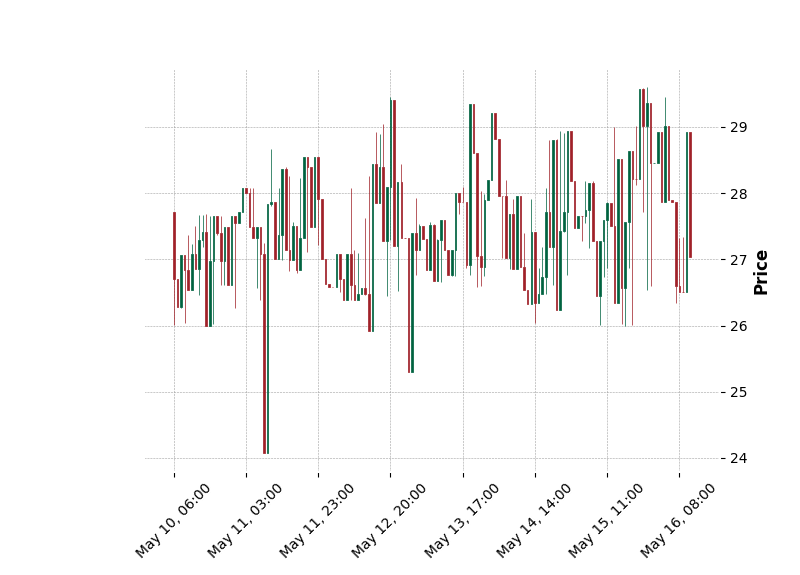 29
28
27
26
25
24
Price
May 10, 06:00
May 11, 03:00
May 11, 23:00
May 12, 20:00
May 13, 17:00
May 14, 14:00
May 15, 11:00
May 16, 08:00